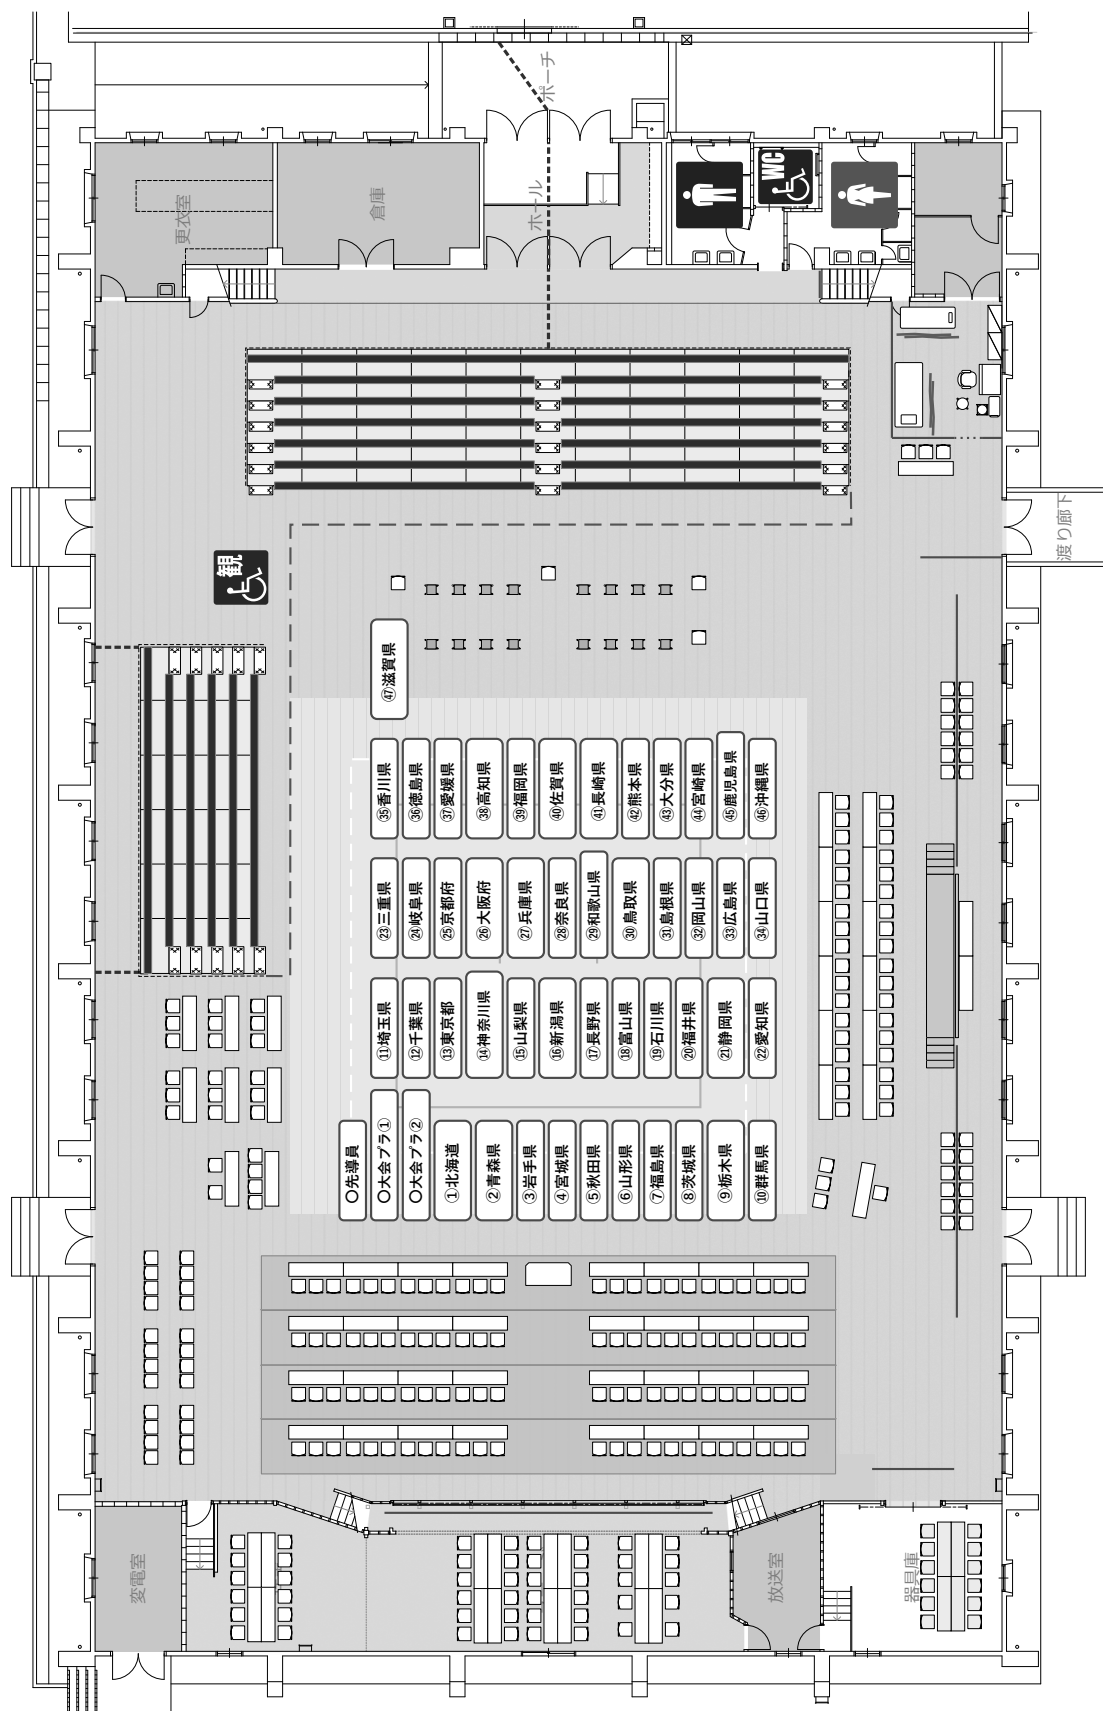 ポーチ
ホール
更衣室
倉庫
WC
渡り廊下
観
㊼滋賀県
㉟香川県
㊱徳島県
㊲愛媛県
㊳高知県
㊴福岡県
㊵佐賀県
㊶長崎県
㊷熊本県
㊸大分県
㊹宮崎県
㊺鹿児島県
㊻沖縄県
㉓三重県
㉔岐阜県
㉕京都府
㉖大阪府
㉗兵庫県
㉘奈良県
㉙和歌山県
㉚鳥取県
㉛島根県
㉜岡山県
㉝広島県
㉞山口県
⑪埼玉県
⑫千葉県
⑬東京都
⑭神奈川県
⑮山梨県
⑯新潟県
⑰長野県
⑱富山県
⑲石川県
⑳福井県
㉑静岡県
㉒愛知県
〇先導員
〇大会プラ①
〇大会プラ②
①北海道
②青森県
③岩手県
④宮城県
⑤秋田県
⑥山形県
⑦福島県
⑧茨城県
⑨栃木県
⑩群馬県
変電室
放送室
器具庫